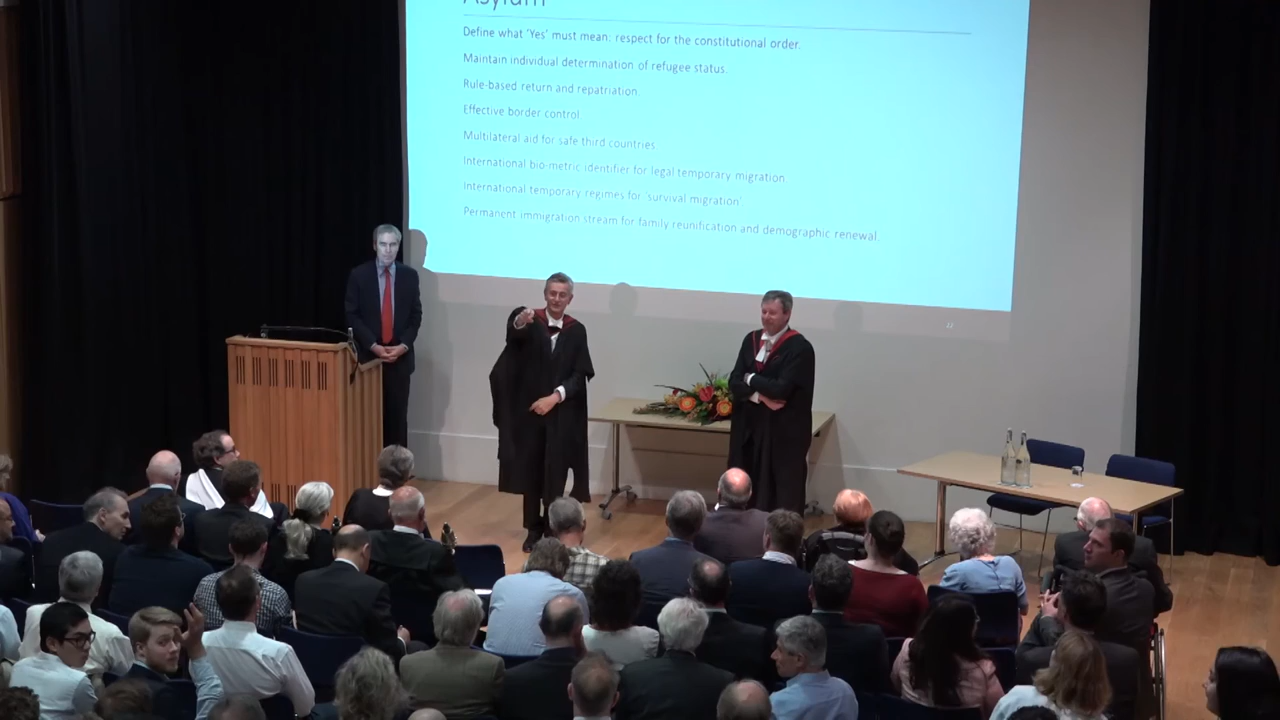 Asylum
Define what 'Yes' must mean: respect for the constitutional order.
Maintain individual determination of refugee status.
Rule-based return and repatriation.
Effective border control
Multilateral aid for safe third countries
International bio-metric identifier for legal temporary migration
International temporary regimes for 'survival migration'.
Permanent immigration stream for family reunification and demographic renewal.